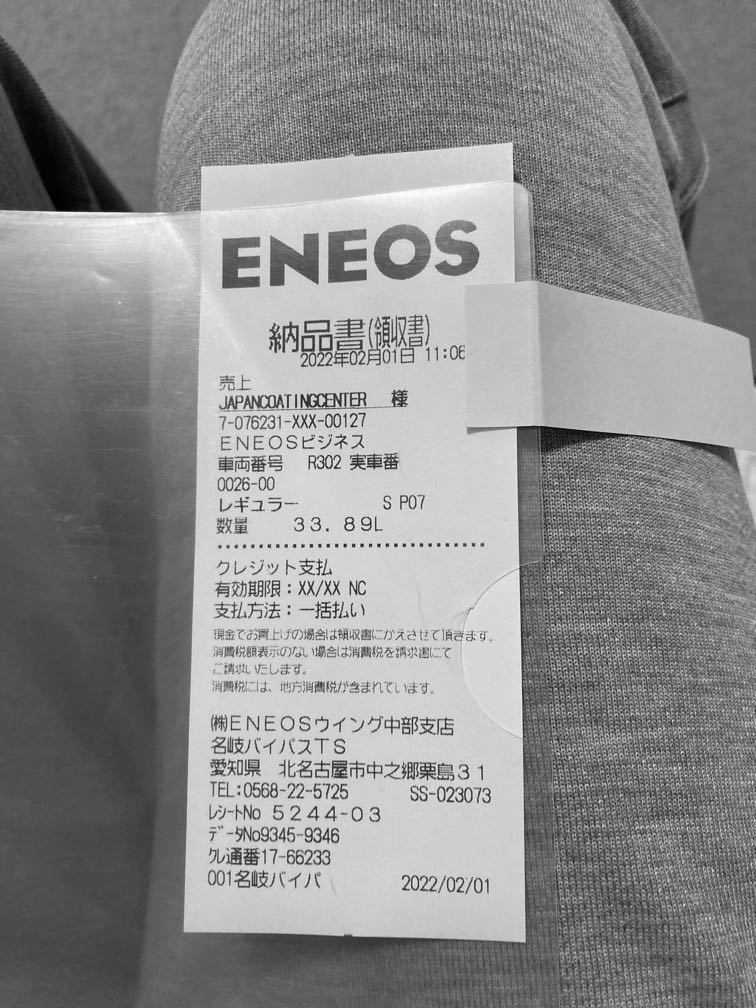 ENEOS
納品書(領収書)
2022年02月01日 11:06
売上
JAPANCOATINGCENTER 様
7-076231-XXX-00127
ENEOSビジネス
車両番号 R302 実車番
0026-00
レギュラー S P07
数量 33.89L
クレジット支払
有効期限:XX/XX NC
支払方法:一括払い
現金でお買上げの場合は領収書にかえさせて頂きます。
消費税額表示のない場合は消費税を請求書にて
ご請求いたします。
消費税には、地方消費税が含まれています。
㈱ENEOSウイング中部支店
名岐バイパスTS
愛知県 北名古屋市中之郷栗島31
TEL:0568-22-5725 SS-023073
レシートNo 5244-03
データNo9345-9346
クレ通番17-66233
001名岐バイパ 2022/02/01